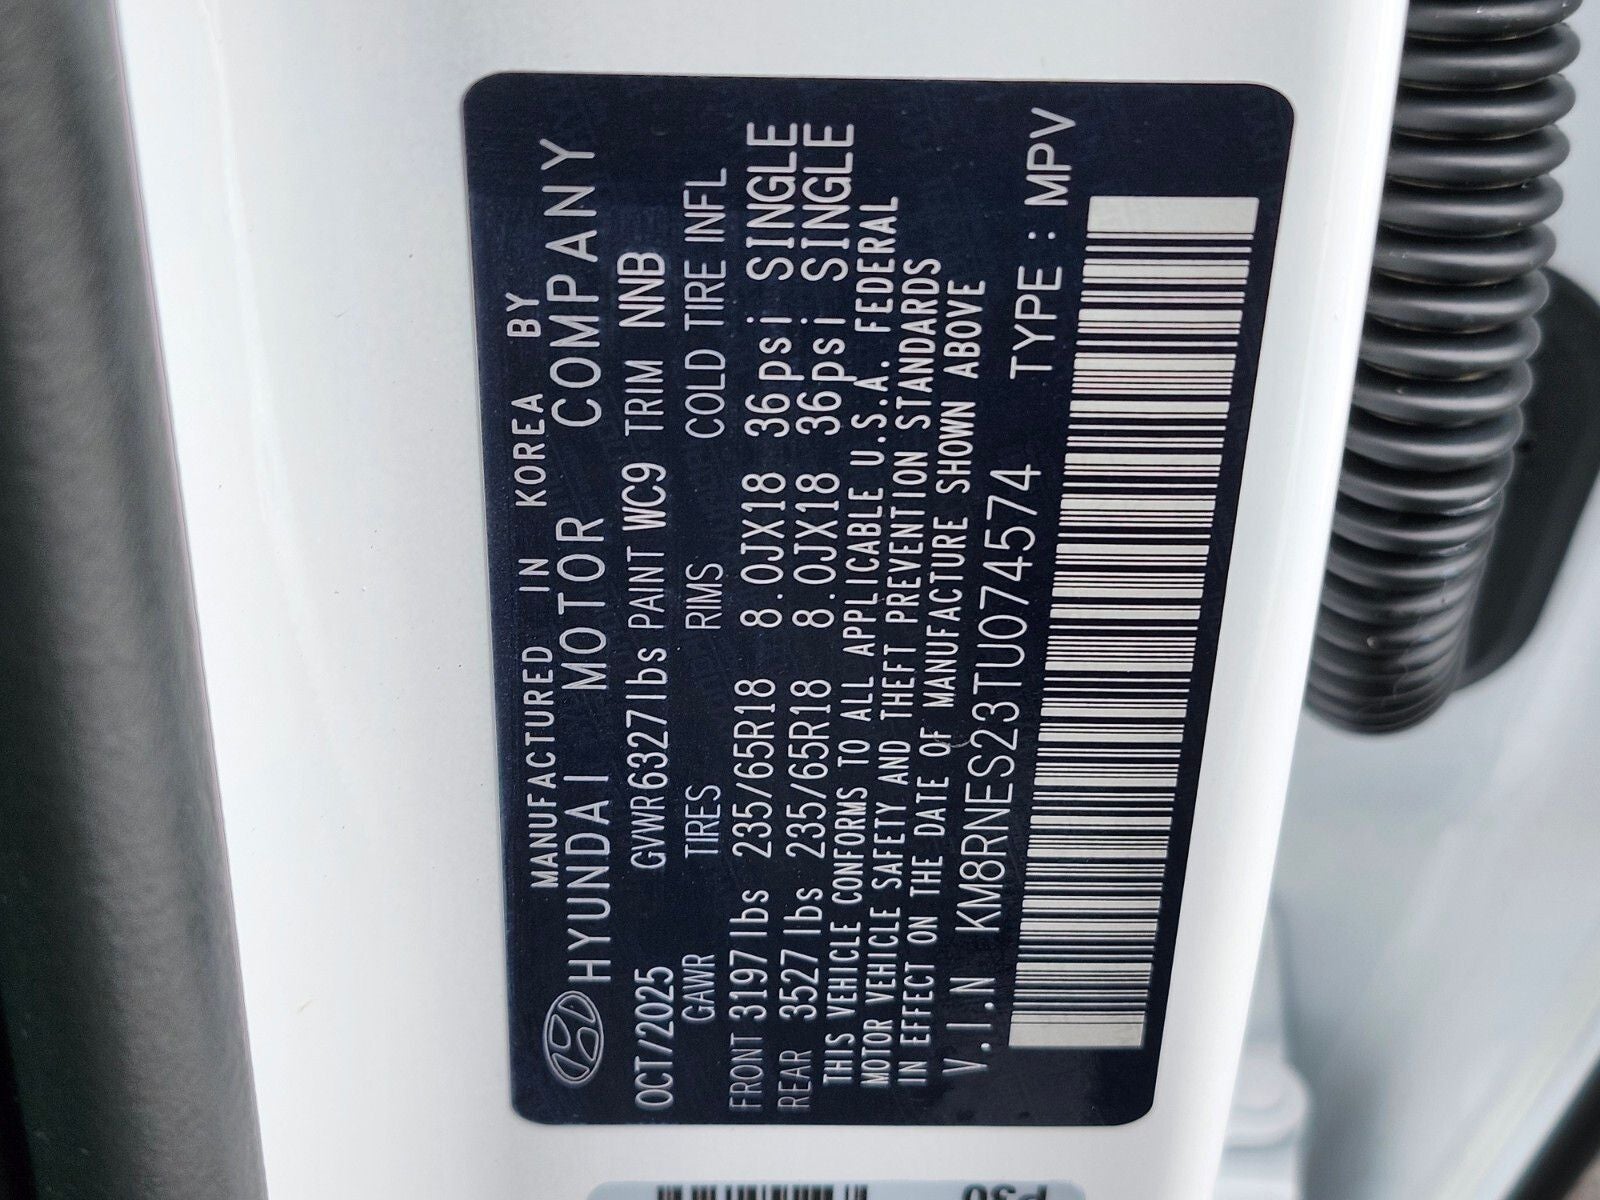 MANUFACTURED IN KOREA BY
HYUNDAI MOTOR COMPANY
OCT/2025 GVWR6327lbs PAINT WC9 TRIM NNB
GAWR TIRES RIMS COLD TIRE INFL
FRONT 3197lbs 235/65R18 8.0JX18 36psi SINGLE
REAR 3527lbs 235/65R18 8.0JX18 36psi SINGLE
THIS VEHICLE CONFORMS TO ALL APPLICABLE U.S.A. FEDERAL
MOTOR VEHICLE SAFETY AND THEFT PREVENTION STANDARDS
IN EFFECT ON THE DATE OF MANUFACTURE SHOWN ABOVE
V.I.N KM8RNES23TU074574 TYPE : MPV